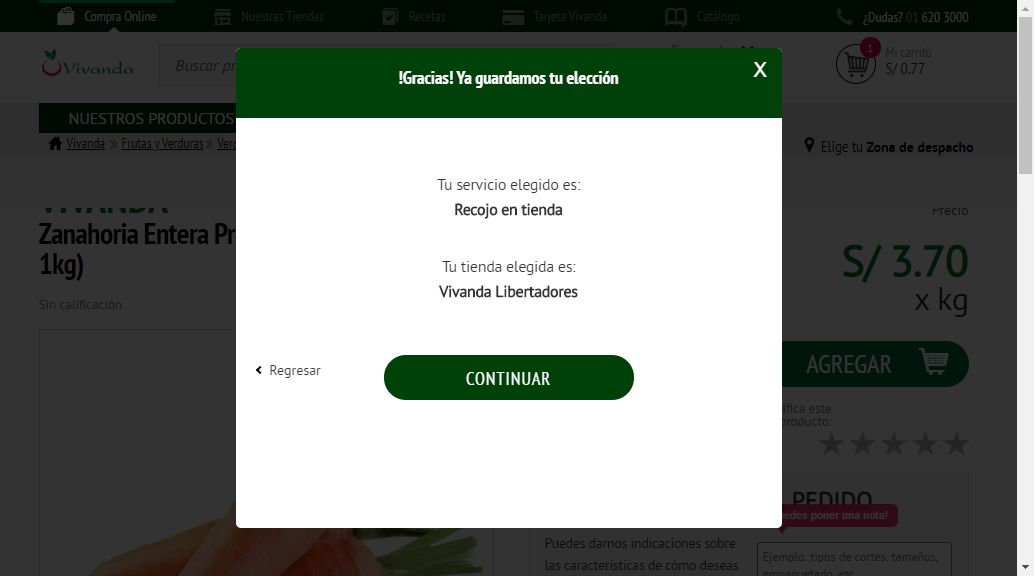 Compra Online
Nuestras Tiendas
Recetas
Tarjeta Vivanda
Catálogo
¿Dudas? 01 620 3000
Vivanda
Buscar pr
Mi carrito
1
S/ 0.77
!Gracias! Ya guardamos tu elección
X
NUESTROS PRODUCTOS
Vivanda » Frutas y Verduras » Verd
Elige tu Zona de despacho
Tu servicio elegido es:
Recojo en tienda
Tu tienda elegida es:
Vivanda Libertadores
Regresar
CONTINUAR
VIVANDA
Zanahoria Entera Pr
1kg)
Sin calificación
Precio
S/ 3.70
x kg
AGREGAR
ifica este
producto:
PEDIDO
edes poner una nota!
Puedes darnos indicaciones sobre
las características de cómo deseas
Ejemplo: tipos de cortes, tamaños,
empaquetado, etc.